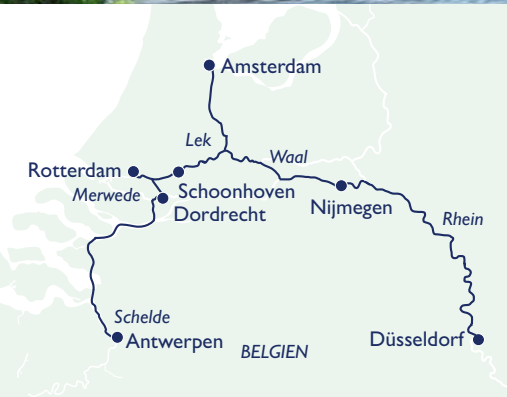 Amsterdam
Lek
Waal
Rotterdam
Merwede
Schoonhoven
Dordrecht
Nijmegen
Rhein
Schelde
Antwerpen
BELGIEN
Düsseldorf